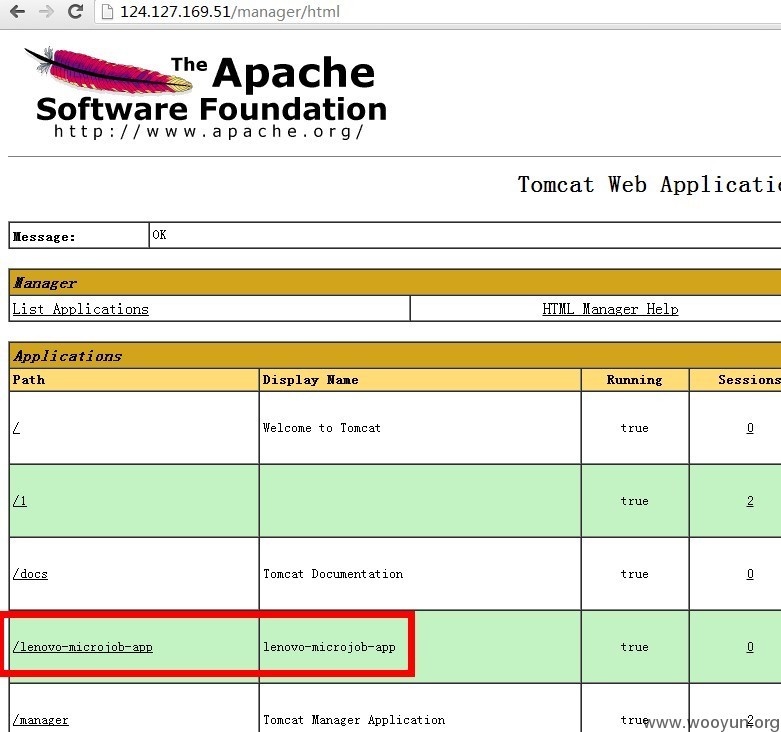 124.127.169.51/manager/html
The Apache
Software Foundation
http://www.apache.org/
Tomcat Web Applicati
Message: OK
Manager
List Applications HTML Manager Help
Applications
Path Display Name Running Sessions
/ Welcome to Tomcat true 0
/1 true 2
/docs Tomcat Documentation true 0
/lenovo-microjob-app lenovo-microjob-app true 0
/manager Tomcat Manager Application true 2
www.wooyun.org